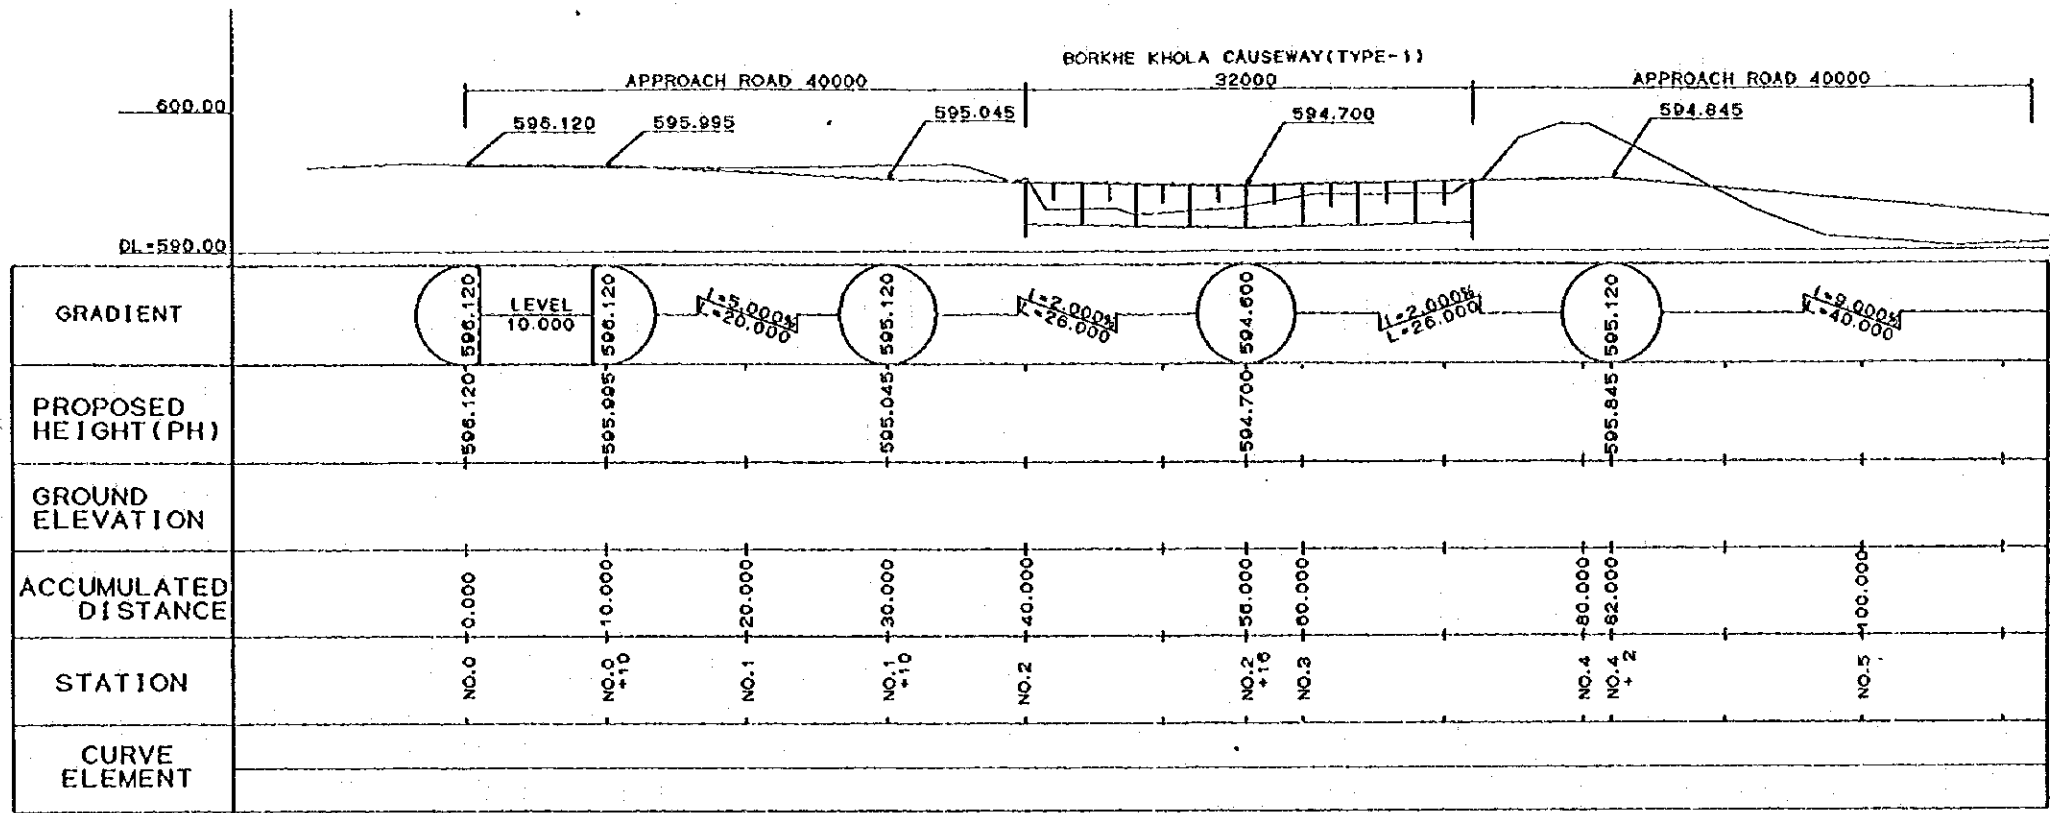 BORKHE KHOLA CAUSEWAY(TYPE-1)
APPROACH ROAD 40000
32000
APPROACH ROAD 40000
600.00
596.120
595.995
595.045
594.700
594.845
DL=590.00
GRADIENT
596.120
LEVEL
10.000
596.120
i=5.000%
L=20.000
595.120
i=2.000%
L=26.000
594.600
i=2.000%
L=26.000
595.120
i=9.000%
L=40.000
PROPOSED
HEIGHT(PH)
596.120
595.995
595.045
594.700
595.845
GROUND
ELEVATION
ACCUMULATED
DISTANCE
0.000
10.000
20.000
30.000
40.000
56.000
60.000
80.000
82.000
100.000
STATION
NO.0
NO.0
+10
NO.1
NO.1
+10
NO.2
NO.2
+16
NO.3
NO.4
NO.4
+ 2
NO.5
CURVE
ELEMENT